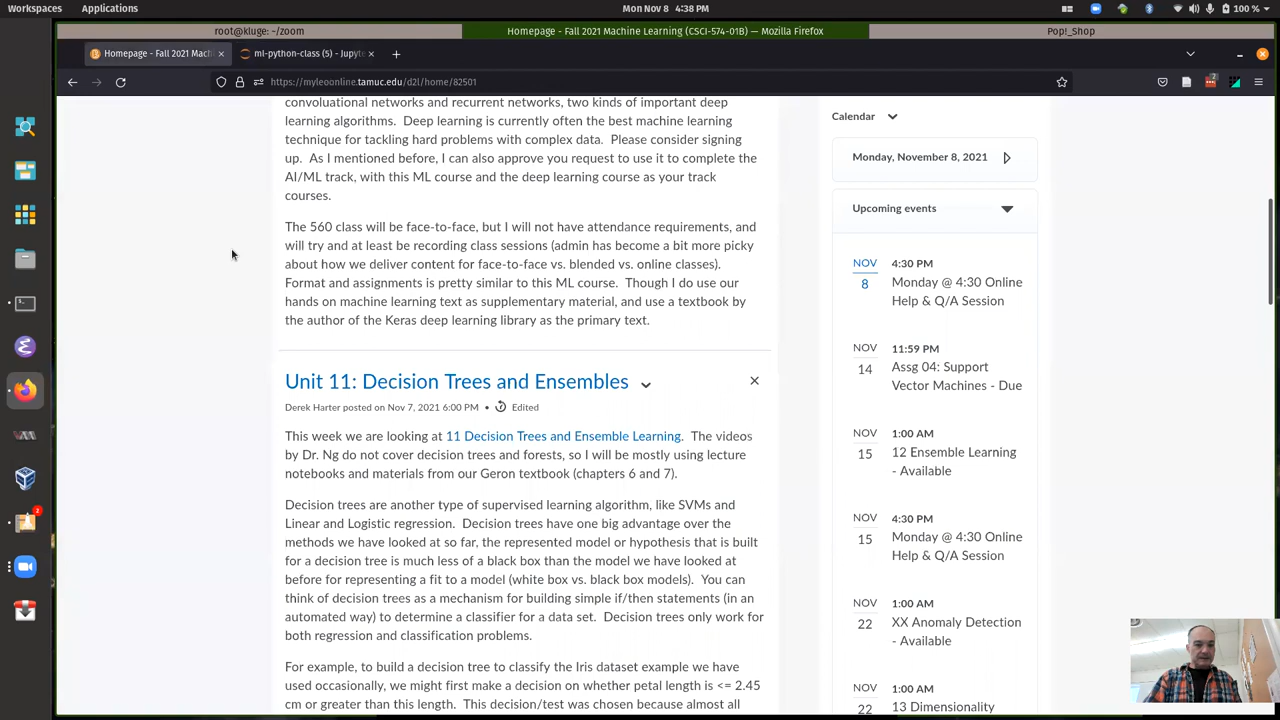 Workspaces
Applications
Mon Nov 8 4:38 PM
100 %
root@kluge: ~/zoom
Homepage - Fall 2021 Machine Learning (CSCI-574-01B) — Mozilla Firefox
Pop!_Shop
Homepage - Fall 2021 Machi
ml-python-class (5) - Jupyte
https://myleoonline.tamuc.edu/d2l/home/82501
convoluational networks and recurrent networks, two kinds of important deep
learning algorithms. Deep learning is currently often the best machine learning
technique for tackling hard problems with complex data. Please consider signing
up. As I mentioned before, I can also approve you request to use it to complete the
AI/ML track, with this ML course and the deep learning course as your track
courses.
The 560 class will be face-to-face, but I will not have attendance requirements, and
will try and at least be recording class sessions (admin has become a bit more picky
about how we deliver content for face-to-face vs. blended vs. online classes).
Format and assignments is pretty similar to this ML course. Though I do use our
hands on machine learning text as supplementary material, and use a textbook by
the author of the Keras deep learning library as the primary text.
Unit 11: Decision Trees and Ensembles
Derek Harter posted on Nov 7, 2021 6:00 PM • Edited
This week we are looking at 11 Decision Trees and Ensemble Learning. The videos
by Dr. Ng do not cover decision trees and forests, so I will be mostly using lecture
notebooks and materials from our Geron textbook (chapters 6 and 7).
Decision trees are another type of supervised learning algorithm, like SVMs and
Linear and Logistic regression. Decision trees have one big advantage over the
methods we have looked at so far, the represented model or hypothesis that is built
for a decision tree is much less of a black box than the model we have looked at
before for representing a fit to a model (white box vs. black box models). You can
think of decision trees as a mechanism for building simple if/then statements (in an
automated way) to determine a classifier for a data set. Decision trees only work for
both regression and classification problems.
For example, to build a decision tree to classify the Iris dataset example we have
used occasionally, we might first make a decision on whether petal length is <= 2.45
cm or greater than this length. This decision/test was chosen because almost all
Calendar
Monday, November 8, 2021
Upcoming events
NOV
8
4:30 PM
Monday @ 4:30 Online
Help & Q/A Session
NOV
14
11:59 PM
Assg 04: Support
Vector Machines - Due
NOV
15
1:00 AM
12 Ensemble Learning
- Available
NOV
15
4:30 PM
Monday @ 4:30 Online
Help & Q/A Session
NOV
22
1:00 AM
XX Anomaly Detection
- Available
NOV
22
1:00 AM
13 Dimensionality